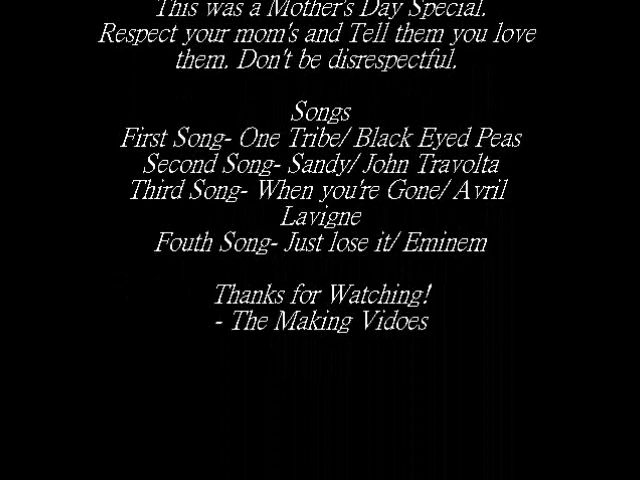 This was a Mother's Day Special.
Respect your mom's and Tell them you love
them. Don't be disrespectful.
Songs
First Song- One Tribe/ Black Eyed Peas
Second Song- Sandy/ John Travolta
Third Song- When you're Gone/ Avril
Lavigne
Fouth Song- Just lose it/ Eminem
Thanks for Watching!
- The Making Vidoes